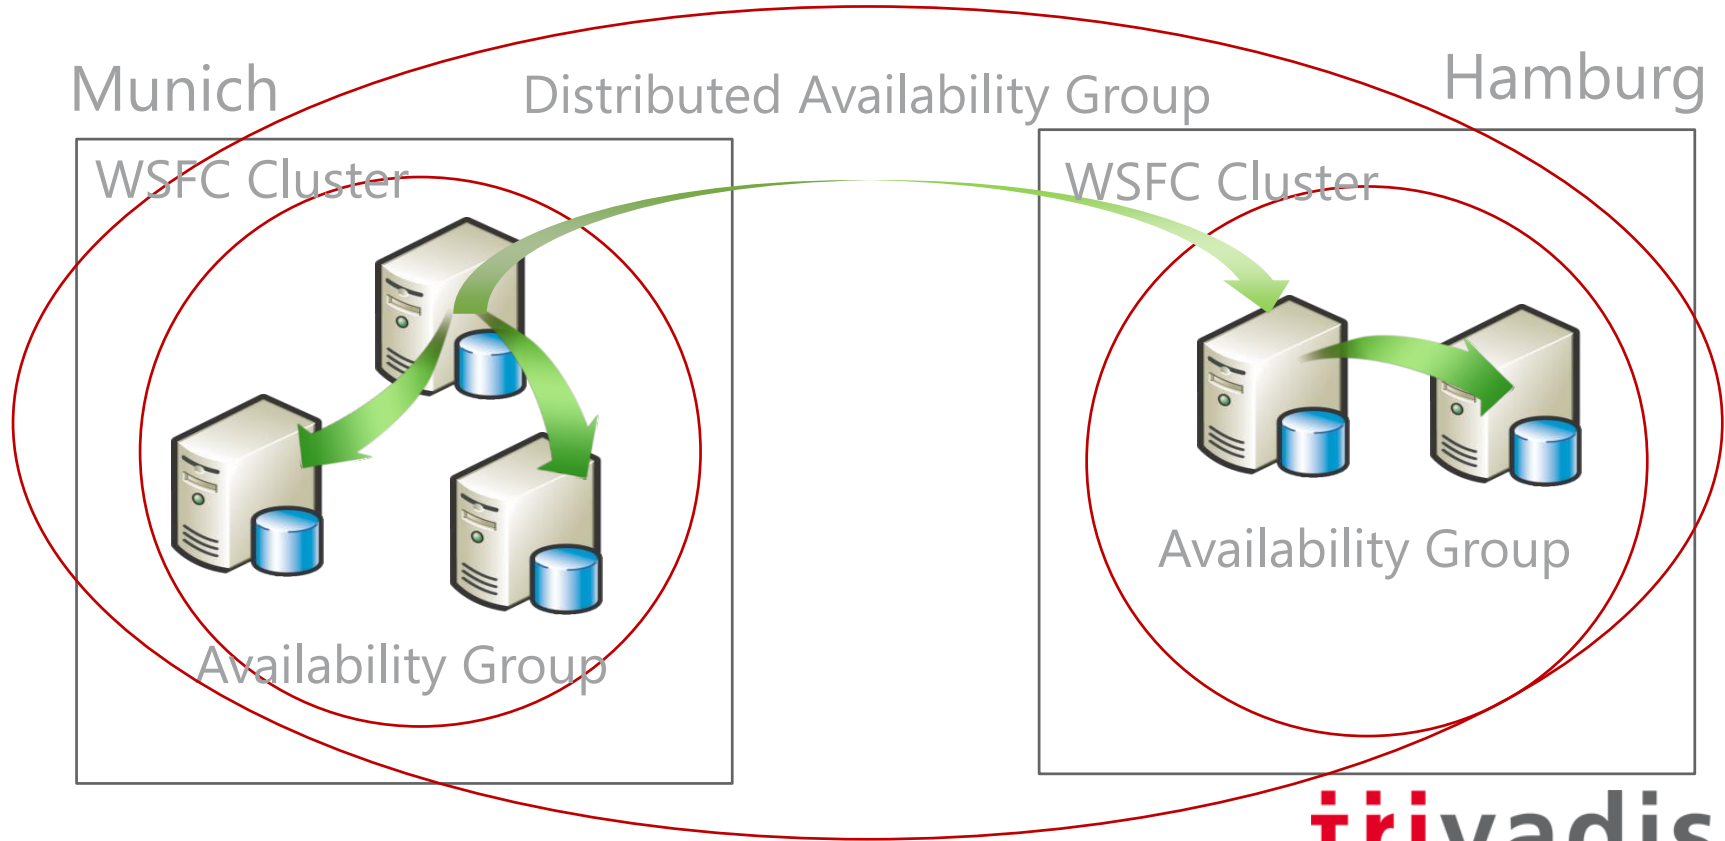 Munich
Distributed Availability Group
Hamburg
WSFC Cluster
WSFC Cluster
Availability Group
Availability Group
trivadis